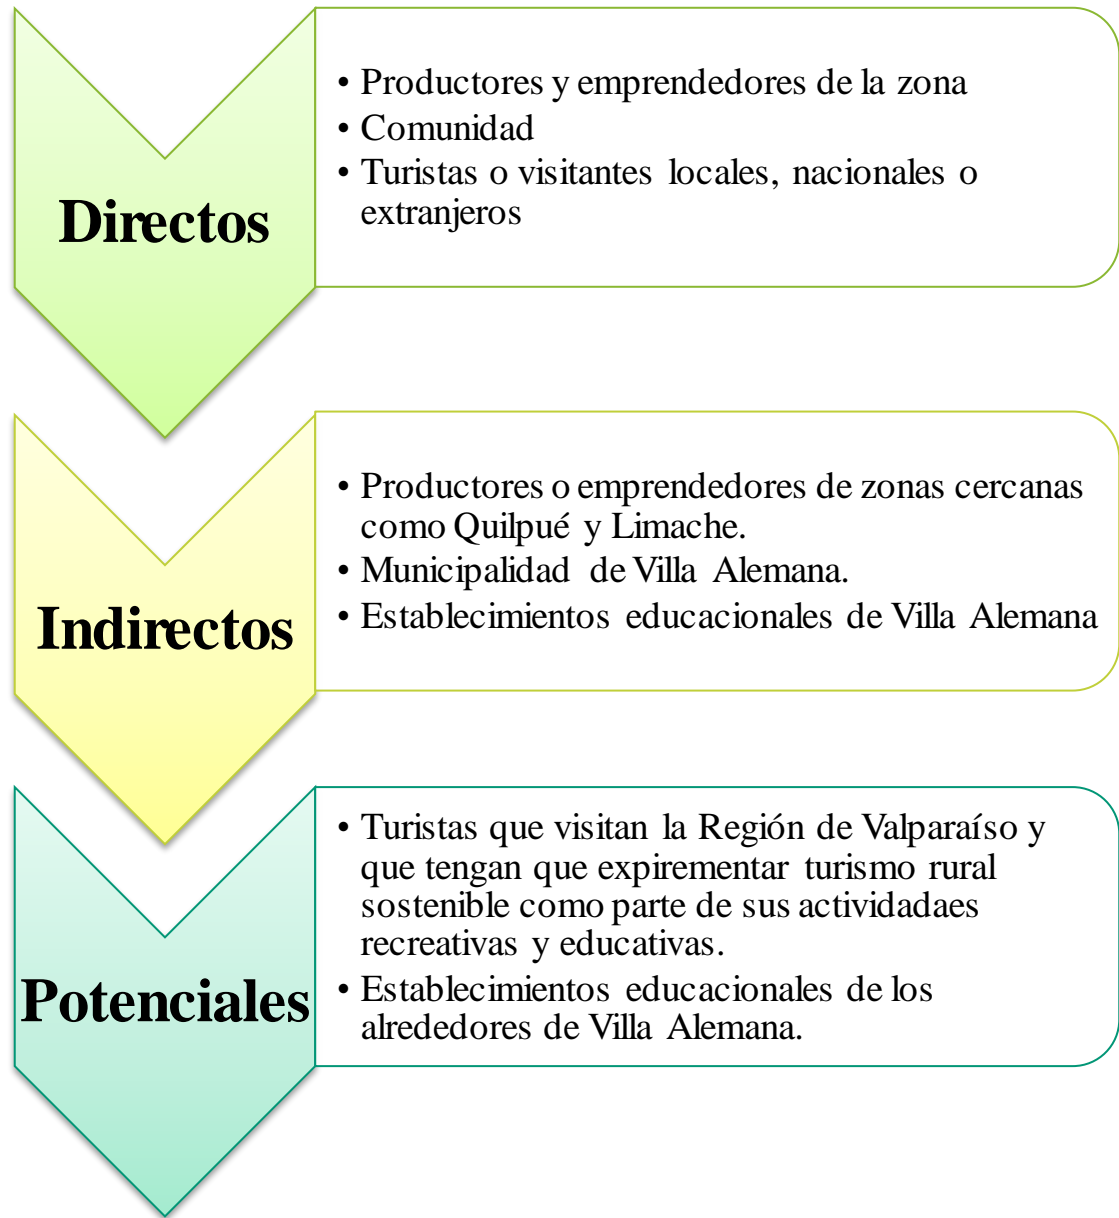 Directos
• Productores y emprendedores de la zona
• Comunidad
• Turistas o visitantes locales, nacionales o
extranjeros
Indirectos
• Productores o emprendedores de zonas cercanas
como Quilpué y Limache.
• Municipalidad de Villa Alemana.
• Establecimientos educacionales de Villa Alemana
Potenciales
• Turistas que visitan la Región de Valparaíso y
que tengan que expirementar turismo rural
sostenible como parte de sus actividadaes
recreativas y educativas.
• Establecimientos educacionales de los
alrededores de Villa Alemana.